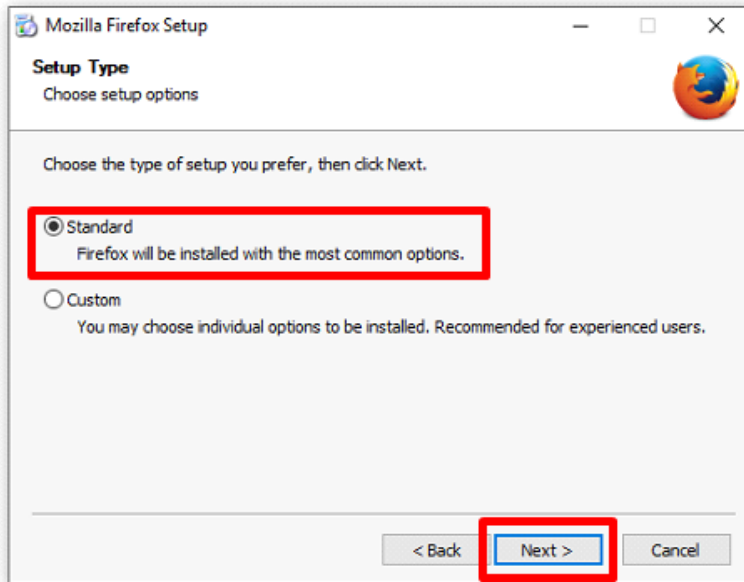 Mozilla Firefox Setup
Setup Type
Choose setup options
Choose the type of setup you prefer, then click Next.
Standard
Firefox will be installed with the most common options.
Custom
You may choose individual options to be installed. Recommended for experienced users.
< Back Next > Cancel